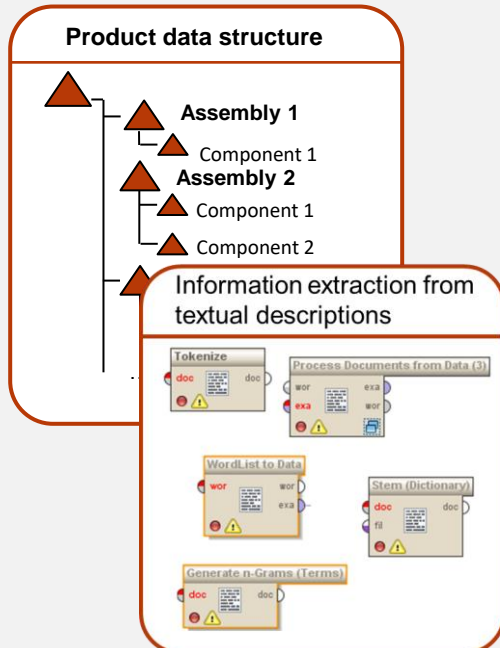 Product data structure
Assembly 1
Component 1
Assembly 2
Component 1
Component 2
Information extraction from
textual descriptions
Tokenize
doc doc
Process Documents from Data (3)
wor exa
exa wor
WordList to Data
wor wor
exa
Stem (Dictionary)
doc doc
fil
Generate n-Grams (Terms)
doc doc